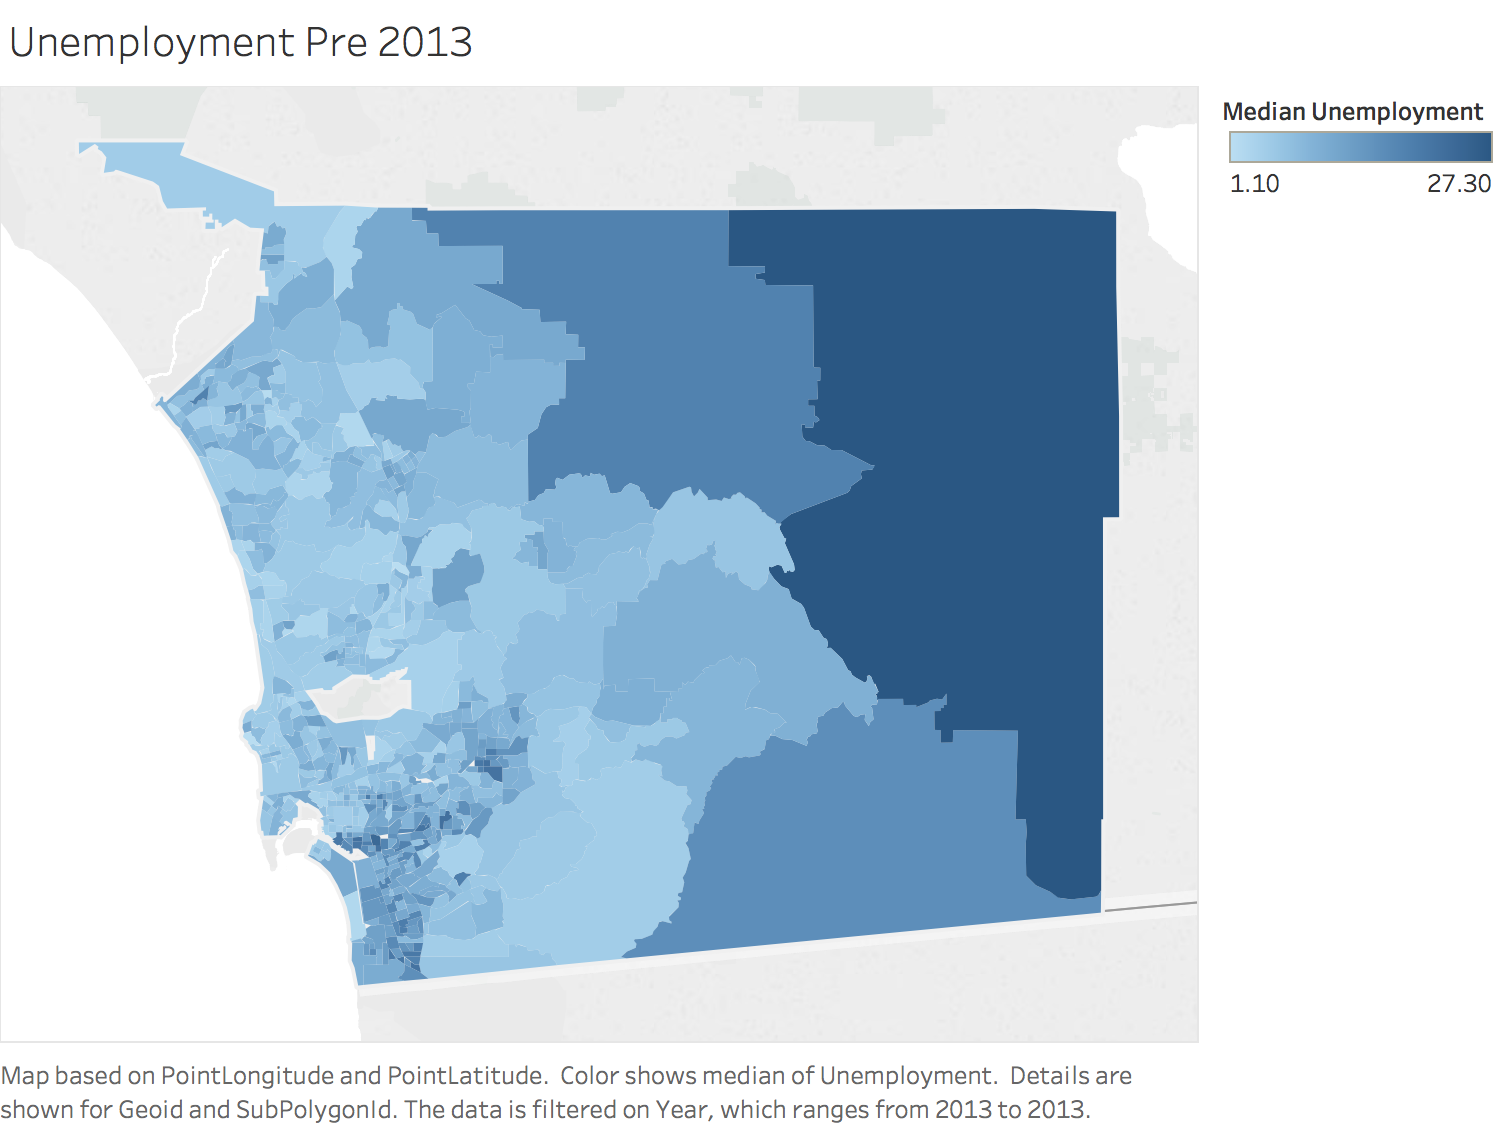 Unemployment Pre 2013
Median Unemployment
1.10 27.30
Map based on PointLongitude and PointLatitude.  Color shows median of Unemployment.  Details are
shown for Geoid and SubPolygonId. The data is filtered on Year, which ranges from 2013 to 2013.